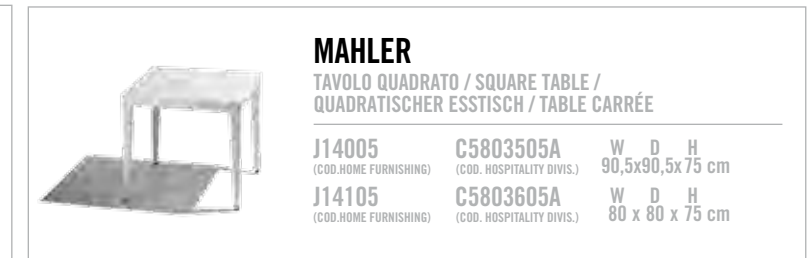 MAHLER
TAVOLO QUADRATO / SQUARE TABLE /
QUADRATISCHER ESSTISCH / TABLE CARRÉE
J14005 C5803505A W D H
(COD.HOME FURNISHING) (COD. HOSPITALITY DIVIS.) 90,5x90,5x75 cm
J14105 C5803605A W D H
(COD.HOME FURNISHING) (COD. HOSPITALITY DIVIS.) 80 x 80 x 75 cm